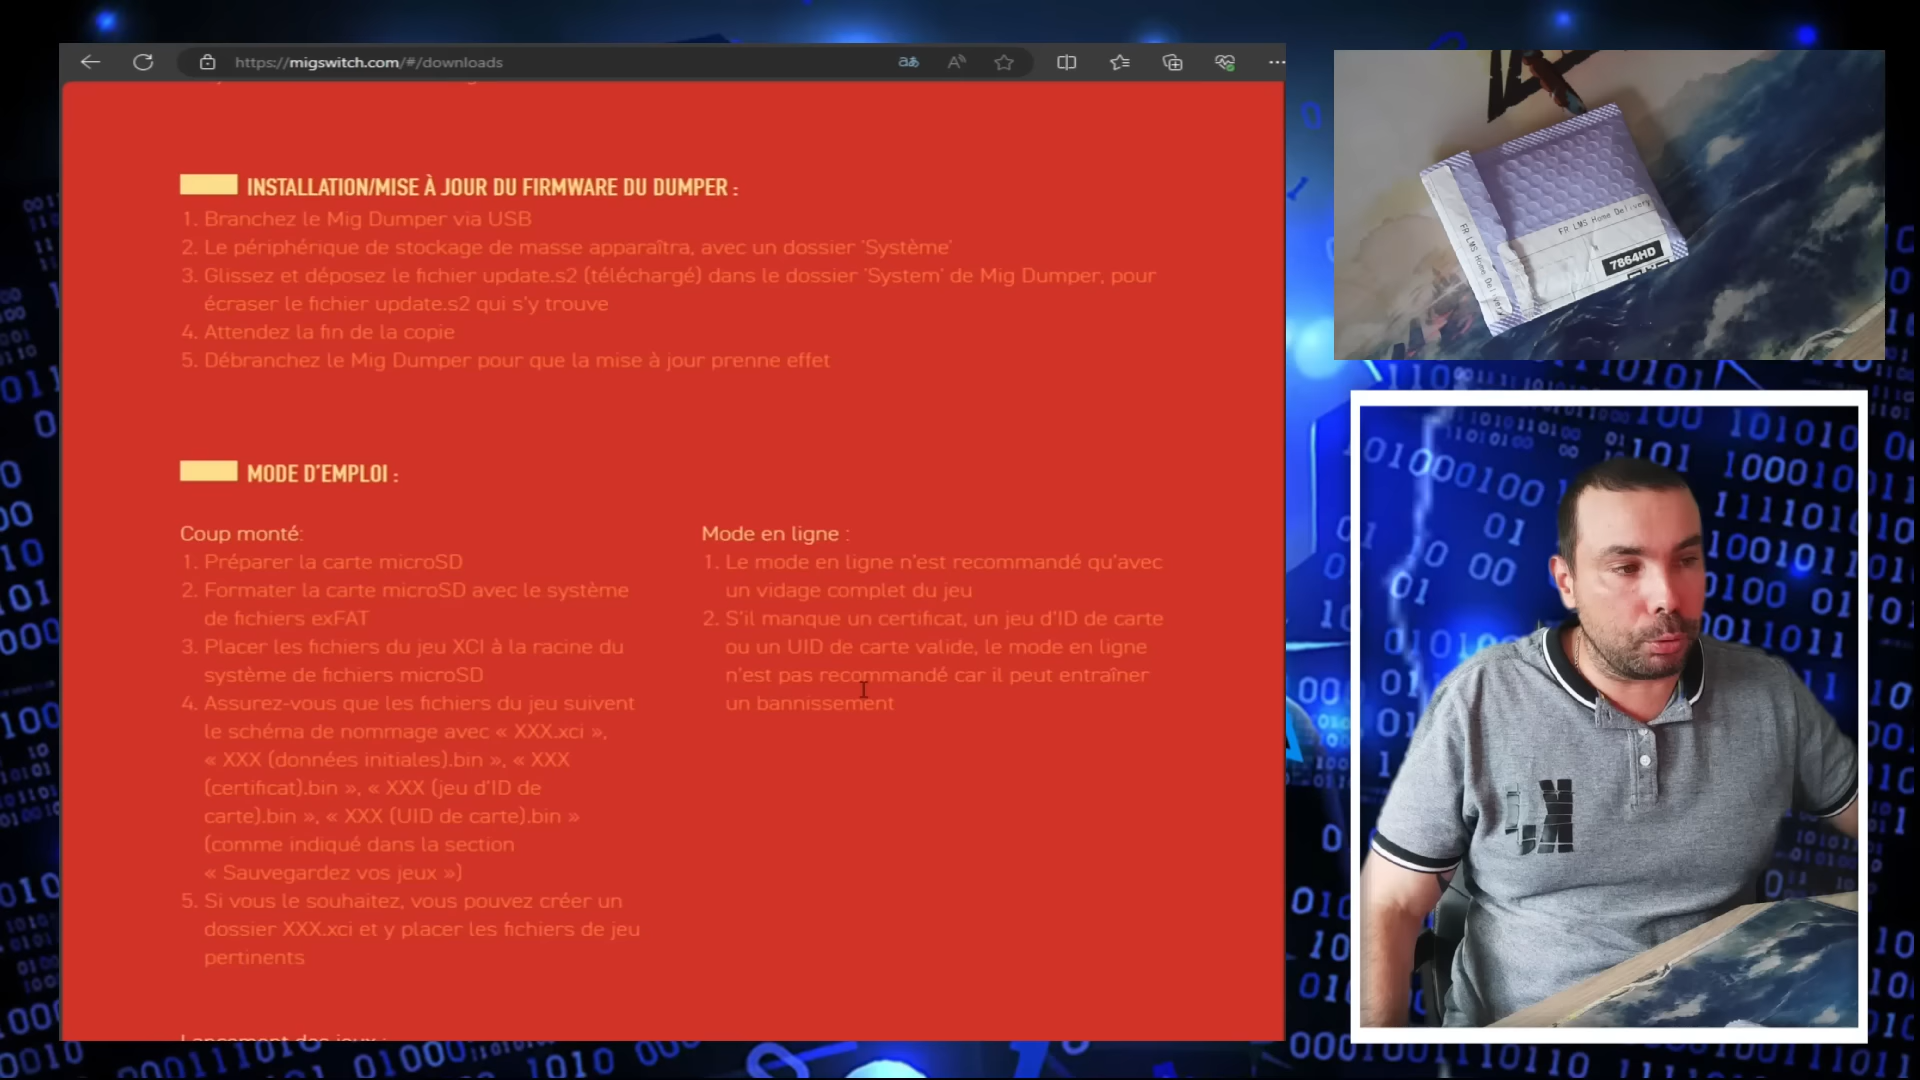 https://migswitch.com/#/downloads
INSTALLATION/MISE À JOUR DU FIRMWARE DU DUMPER :
1. Branchez le Mig Dumper via USB
2. Le périphérique de stockage de masse apparaîtra, avec un dossier 'Système'
3. Glissez et déposez le fichier update.s2 (téléchargé) dans le dossier 'System' de Mig Dumper, pour
écraser le fichier update.s2 qui s'y trouve
4. Attendez la fin de la copie
5. Débranchez le Mig Dumper pour que la mise à jour prenne effet
MODE D'EMPLOI :
Coup monté:
1. Préparer la carte microSD
2. Formater la carte microSD avec le système
de fichiers exFAT
3. Placer les fichiers du jeu XCI à la racine du
système de fichiers microSD
4. Assurez-vous que les fichiers du jeu suivent
le schéma de nommage avec « XXX.xci »,
« XXX (données initiales).bin », « XXX
(certificat).bin », « XXX (jeu d'ID de
carte).bin », « XXX (UID de carte).bin »
(comme indiqué dans la section
« Sauvegardez vos jeux »)
5. Si vous le souhaitez, vous pouvez créer un
dossier XXX.xci et y placer les fichiers de jeu
pertinents
Lancement des jeux :
Mode en ligne :
1. Le mode en ligne n'est recommandé qu'avec
un vidage complet du jeu
2. S'il manque un certificat, un jeu d'ID de carte
ou un UID de carte valide, le mode en ligne
n'est pas recommandé car il peut entraîner
un bannissement
FR LMS Home Delivery
FR LMS Home Delivery
7864HD